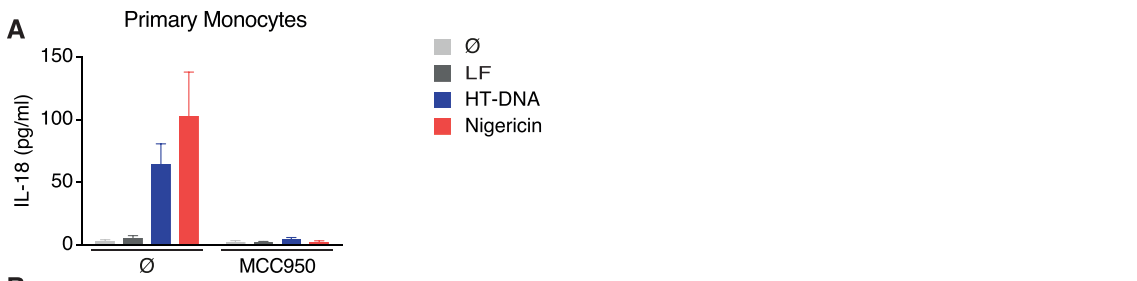 Primary Monocytes
A
150
100
50
0
IL-18 (pg/ml)
Ø
MCC950
Ø
LF
HT-DNA
Nigericin